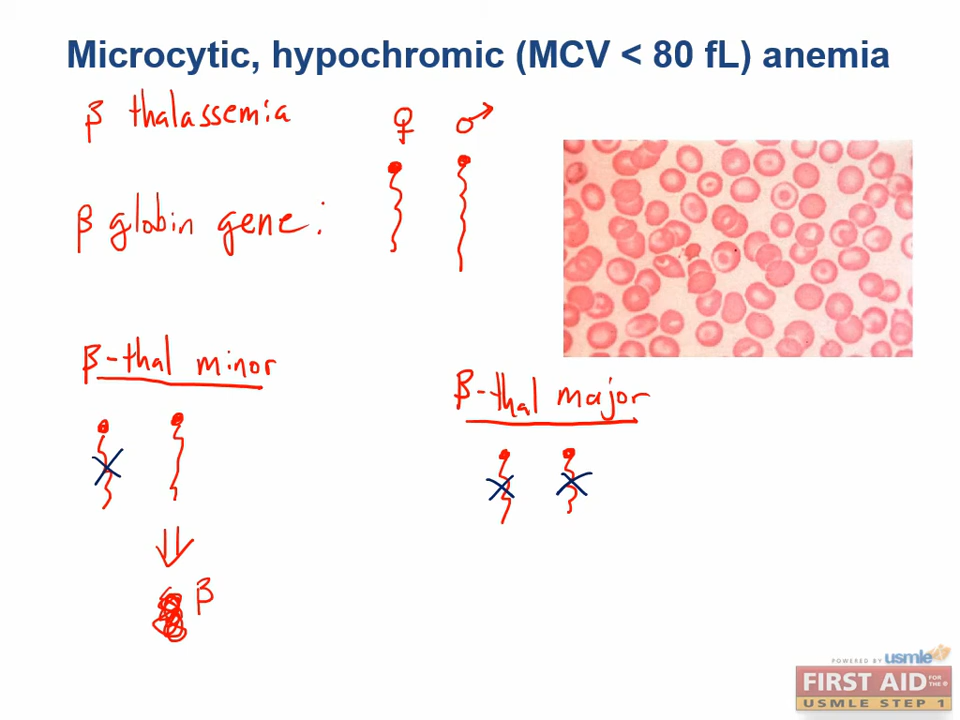 Microcytic, hypochromic (MCV < 80 fL) anemia
β thalassemia
♀ ♂
β globin gene:
β-thal minor
β-thal major
β
POWERED BY usmle
FIRST AID FOR THE ®
USMLE STEP 1